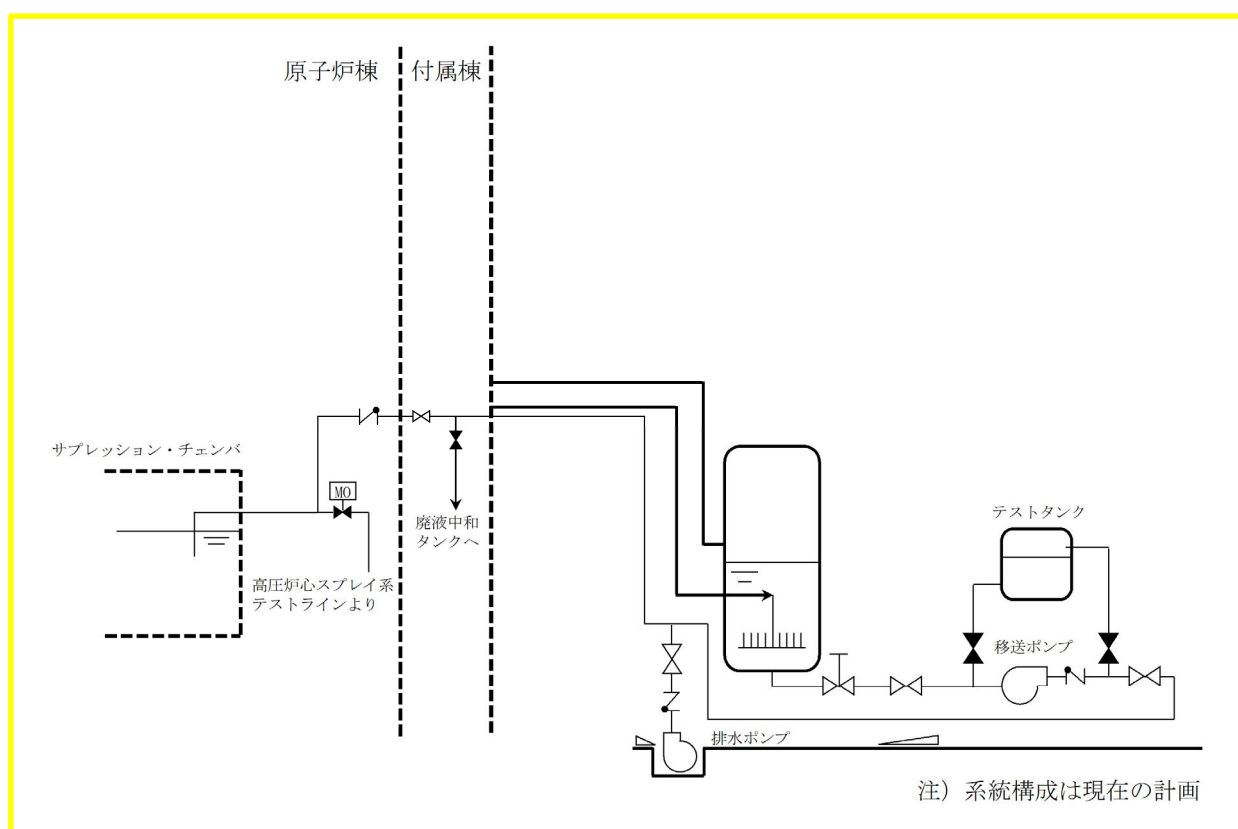 原子炉棟
付属棟
サプレッション・チェンバ
MO
高圧炉心スプレイ系
テストラインより
廃液中和
タンクへ
テストタンク
移送ポンプ
排水ポンプ
注）系統構成は現在の計画